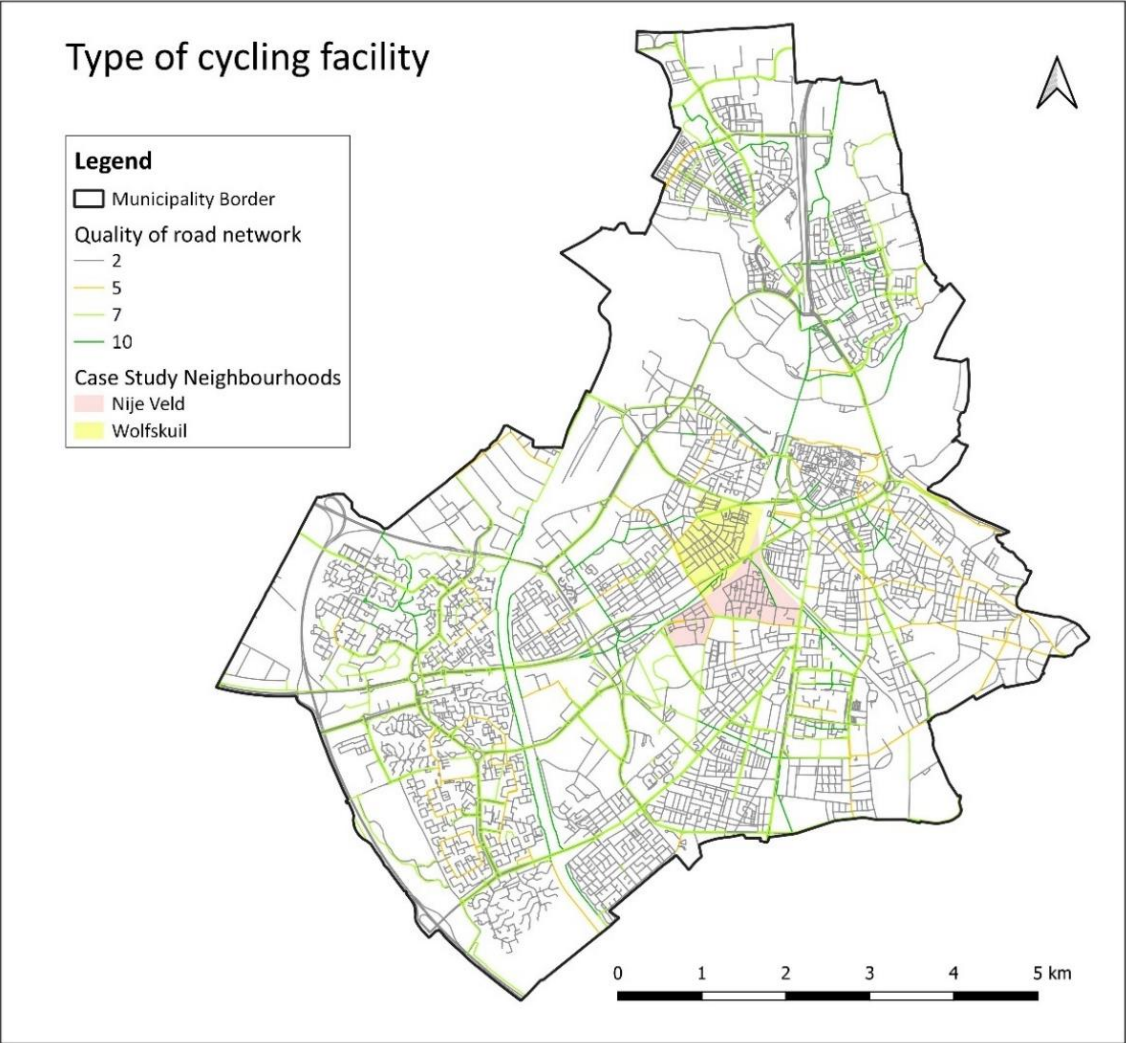 Type of cycling facility
Legend
Municipality Border
Quality of road network
2
5
7
10
Case Study Neighbourhoods
Nije Veld
Wolfskuil
0 1 2 3 4 5 km